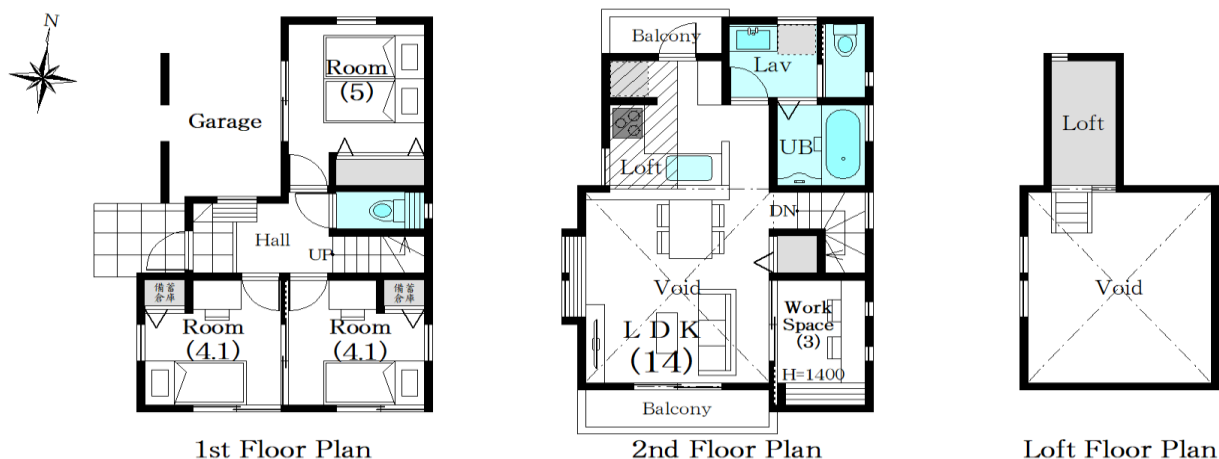 N
Room
(5)
Garage
Hall
UP
備蓄
倉庫
備蓄
倉庫
Room
(4.1)
Room
(4.1)
1st Floor Plan
Balcony
Lav
UB
Loft
DN
Void
Work
Space
(3)
L D K
(14)
H=1400
Balcony
2nd Floor Plan
Loft
Void
Loft Floor Plan